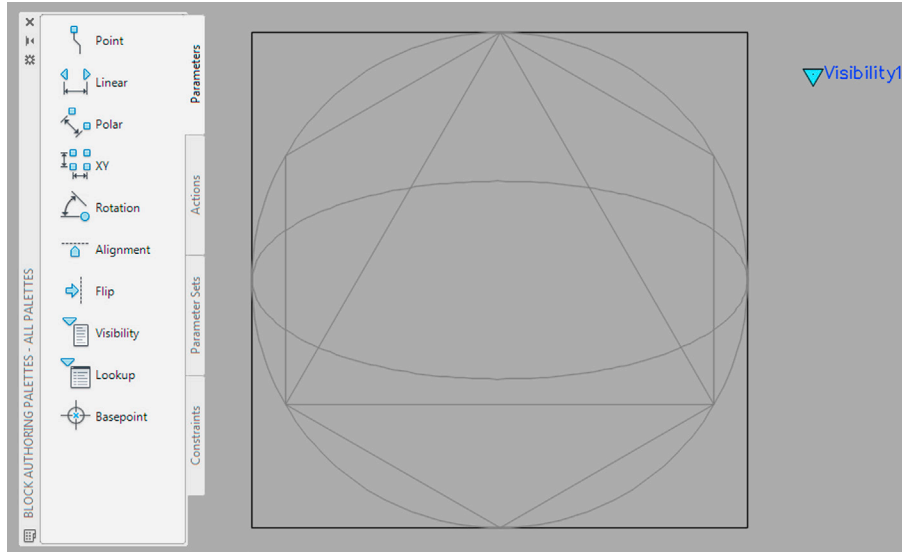 Point
Linear
Polar
XY
Rotation
Alignment
Flip
Visibility
Lookup
Basepoint
Parameters
Actions
Parameter Sets
Constraints
BLOCK AUTHORING PALETTES - ALL PALETTES
Visibility1